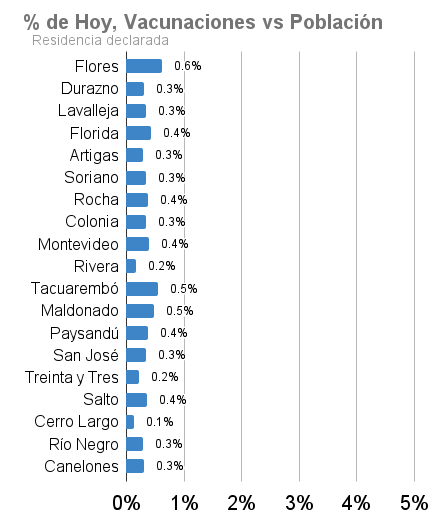 % de Hoy, Vacunaciones vs Población
Residencia declarada
Flores 0.6%
Durazno 0.3%
Lavalleja 0.3%
Florida 0.4%
Artigas 0.3%
Soriano 0.3%
Rocha 0.4%
Colonia 0.3%
Montevideo 0.4%
Rivera 0.2%
Tacuarembó 0.5%
Maldonado 0.5%
Paysandú 0.4%
San José 0.3%
Treinta y Tres 0.2%
Salto 0.4%
Cerro Largo 0.1%
Río Negro 0.3%
Canelones 0.3%
0% 1% 2% 3% 4% 5%